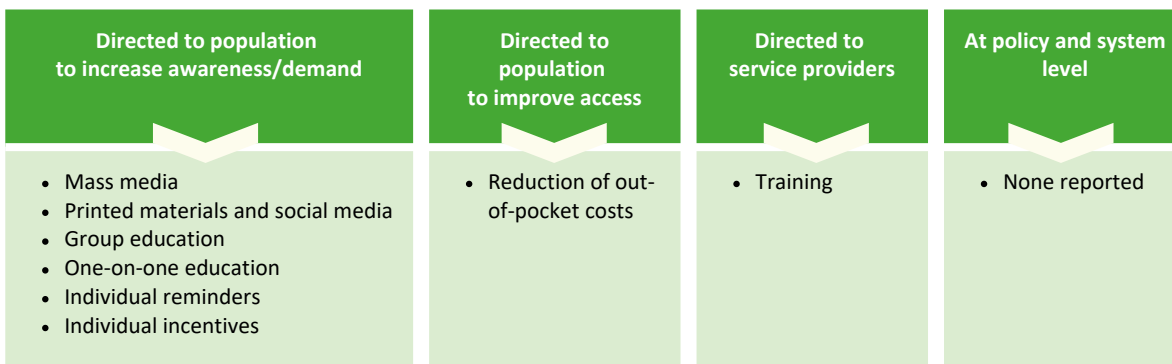 Directed to population
to increase awareness/demand
• Mass media
• Printed materials and social media
• Group education
• One-on-one education
• Individual reminders
• Individual incentives
Directed to
population
to improve access
• Reduction of out-
of-pocket costs
Directed to
service providers
• Training
At policy and system
level
• None reported